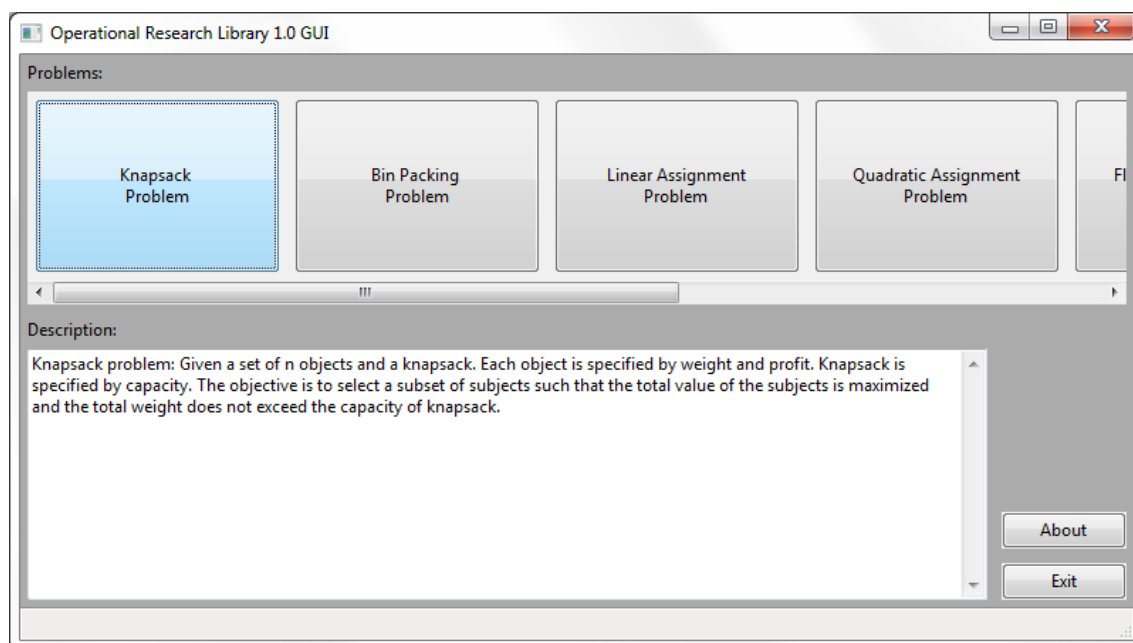 Operational Research Library 1.0 GUI
Problems:
Knapsack
Problem
Bin Packing
Problem
Linear Assignment
Problem
Quadratic Assignment
Problem
Description:
Knapsack problem: Given a set of n objects and a knapsack. Each object is specified by weight and profit. Knapsack is
specified by capacity. The objective is to select a subset of subjects such that the total value of the subjects is maximized
and the total weight does not exceed the capacity of knapsack.
About
Exit